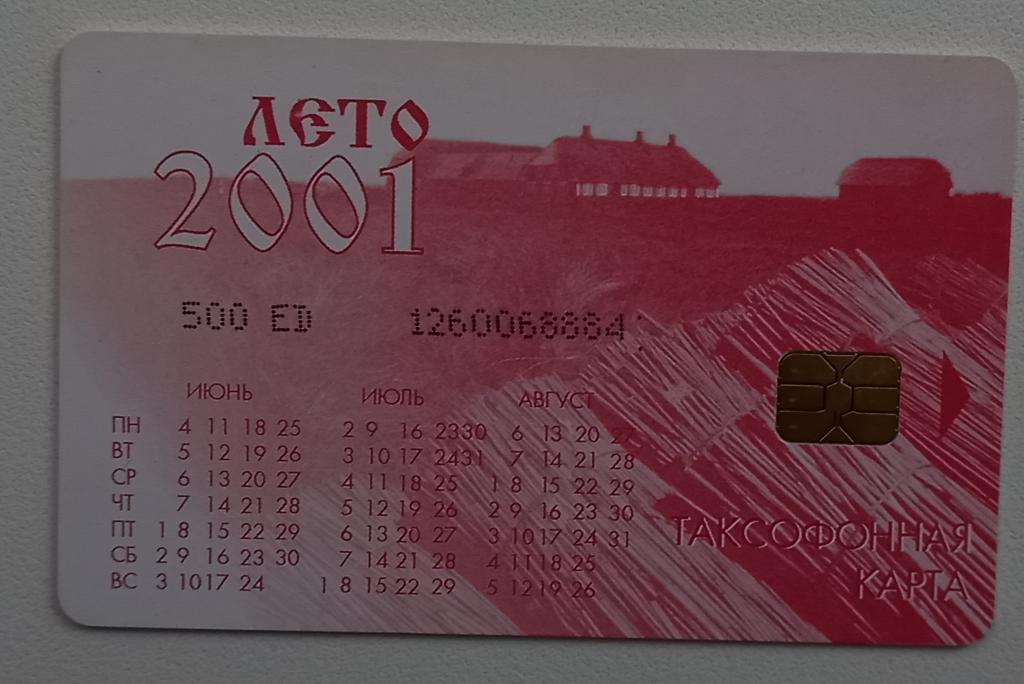 ЛЕТО
2001
500 ED 1260068884
ИЮНЬ ИЮЛЬ АВГУСТ
ПН 4 11 18 25 2 9 16 23 30 6 13 20 27
ВТ 5 12 19 26 3 10 17 24 31 7 14 21 28
СР 6 13 20 27 4 11 18 25 1 8 15 22 29
ЧТ 7 14 21 28 5 12 19 26 2 9 16 23 30
ПТ 1 8 15 22 29 6 13 20 27 3 10 17 24 31
СБ 2 9 16 23 30 7 14 21 28 4 11 18 25
ВС 3 10 17 24 1 8 15 22 29 5 12 19 26
ТАКСОФОННАЯ
КАРТА